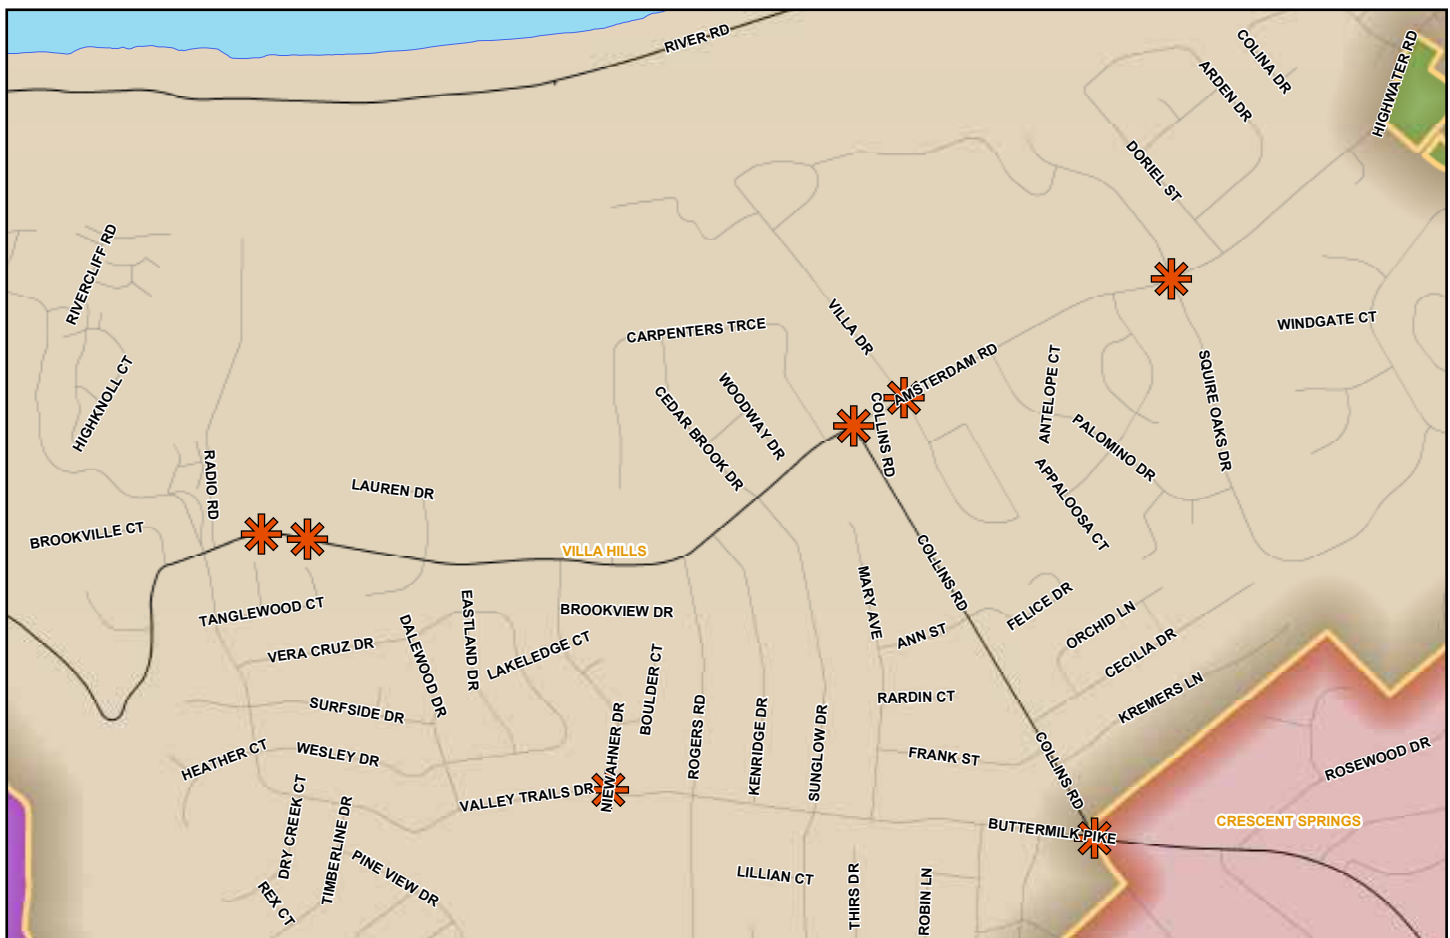 RIVER RD
COLINA DR
ARDEN DR
HIGHWATER RD
DORIEL ST
RIVERCLIFF RD
WINDGATE CT
CARPENTERS TRCE
VILLA DR
AMSTERDAM RD
ANTELOPE CT
SQUIRE OAKS DR
HIGHKNOLL CT
WOODWAY DR
CEDAR BROOK DR
COLLINS RD
PALOMINO DR
RADIO RD
LAUREN DR
APPALOOSA CT
BROOKVILLE CT
VILLA HILLS
COLLINS RD
MARY AVE
FELICE DR
TANGLEWOOD CT
EASTLAND DR
BROOKVIEW DR
ANN ST
ORCHID LN
VERA CRUZ DR
DALEWOOD DR
LAKELEDGE CT
CECILIA DR
BOULDER CT
SURFSIDE DR
RARDIN CT
KREMERS LN
ROGERS RD
KENRIDGE DR
SUNGLOW DR
NIEWAHNER DR
HEATHER CT
WESLEY DR
FRANK ST
COLLINS RD
ROSEWOOD DR
VALLEY TRAILS DR
DRY CREEK CT
TIMBERLINE DR
BUTTERMILK PIKE
CRESCENT SPRINGS
PINE VIEW DR
LILLIAN CT
THIRS DR
ROBIN LN
REX CT